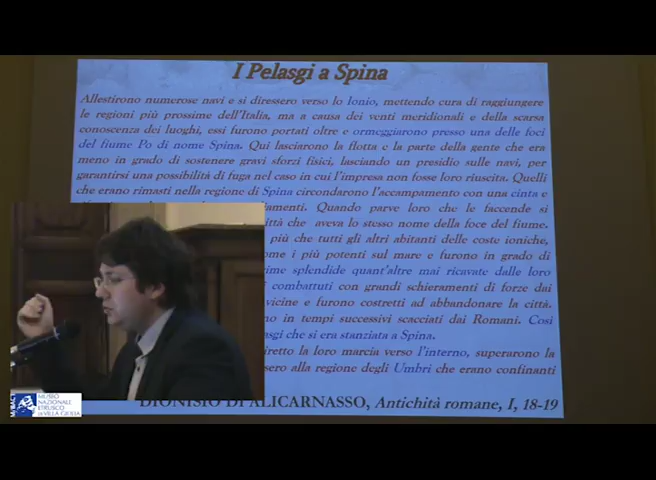 I Pelasgi a Spina
Allestirono numerose navi e si diressero verso lo Ionio, mettendo cura di raggiungere
le regioni più prossime dell'Italia, ma a causa dei venti meridionali e della scarsa
conoscenza dei luoghi, essi furono portati oltre e ormeggiarono presso una delle foci
del fiume Po di nome Spina. Qui lasciarono la flotta e la parte della gente che era
meno in grado di sostenere gravi sforzi fisici, lasciando un presidio sulle navi, per
garantirsi una possibilità di fuga nel caso in cui l'impresa non fosse loro riuscita. Quelli
che erano rimasti nella regione di Spina circondarono l'accampamento con una cinta e
Quando parve loro che le faccende si
città che aveva lo stesso nome della foce del fiume.
più che tutti gli altri abitanti delle coste ioniche,
ome i più potenti sul mare e furono in grado di
ime splendide quant'altre mai ricavate dalle loro
combattuti con grandi schieramenti di forze dai
vicine e furono costretti ad abbandonare la città.
no in tempi successivi scacciati dai Romani. Così
asgi che si era stanziata a Spina.
iretto la loro marcia verso l'interno, superarono la
sero alla regione degli Umbri che erano confinanti
DIONISIO DI ALICARNASSO, Antichità romane, I, 18-19
MUSEO
NAZIONALE
ETRUSCO
DI VILLA GIULIA